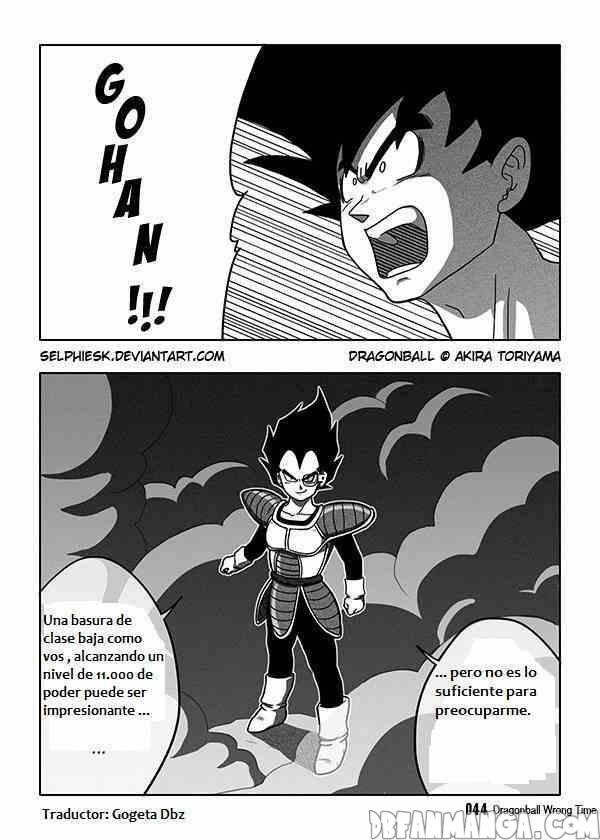 GOHAN !!!
SELPHIESK.DEVIANTART.COM
DRAGONBALL © AKIRA TORIYAMA
Una basura de
clase baja como
vos , alcanzando un
nivel de 11.000 de
poder puede ser
impresionante ...
...
... pero no es lo
suficiente para
preocuparme.
Traductor: Gogeta Dbz
044 Dragonball Wrong Time
DBFANMANGA.COM